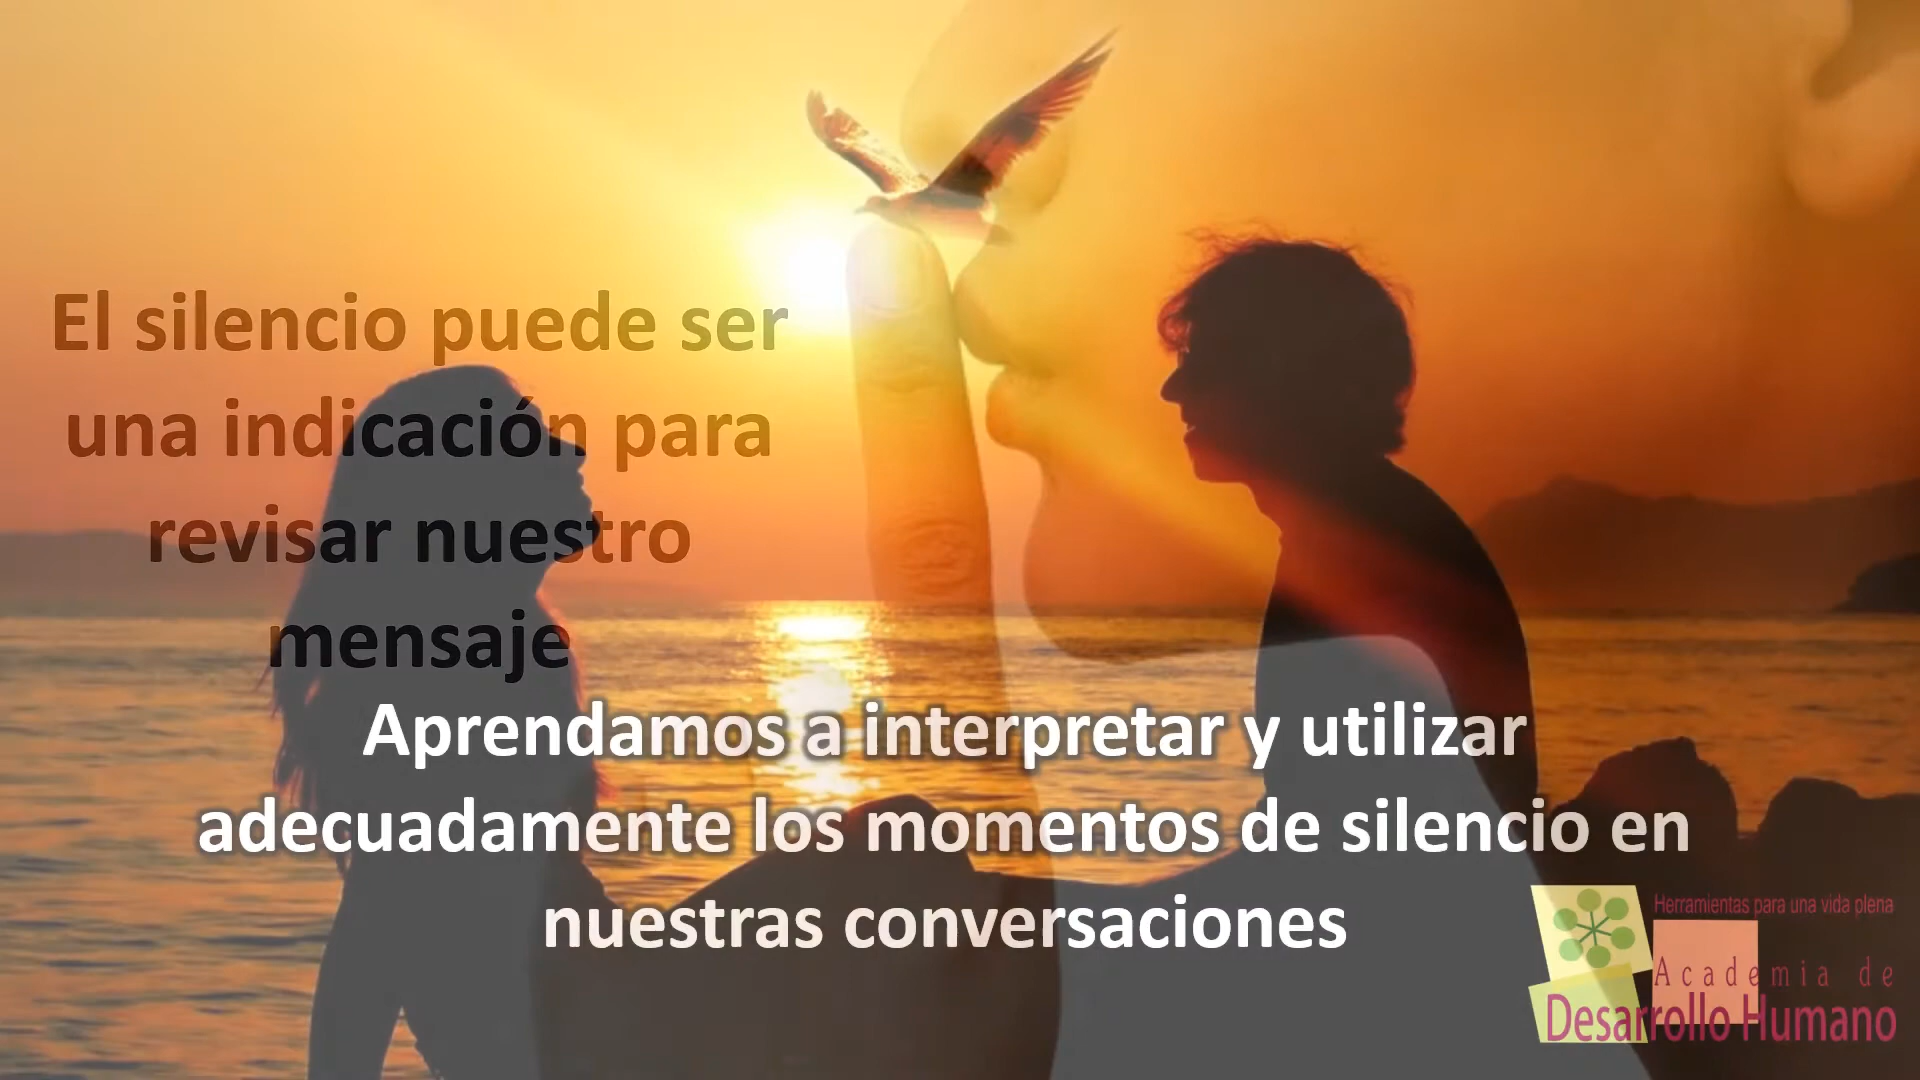 El silencio puede ser
una indicación para
revisar nuestro
mensaje
Aprendamos a interpretar y utilizar
adecuadamente los momentos de silencio en
nuestras conversaciones
Herramientas para una vida plena
Academia de
Desarrollo Humano